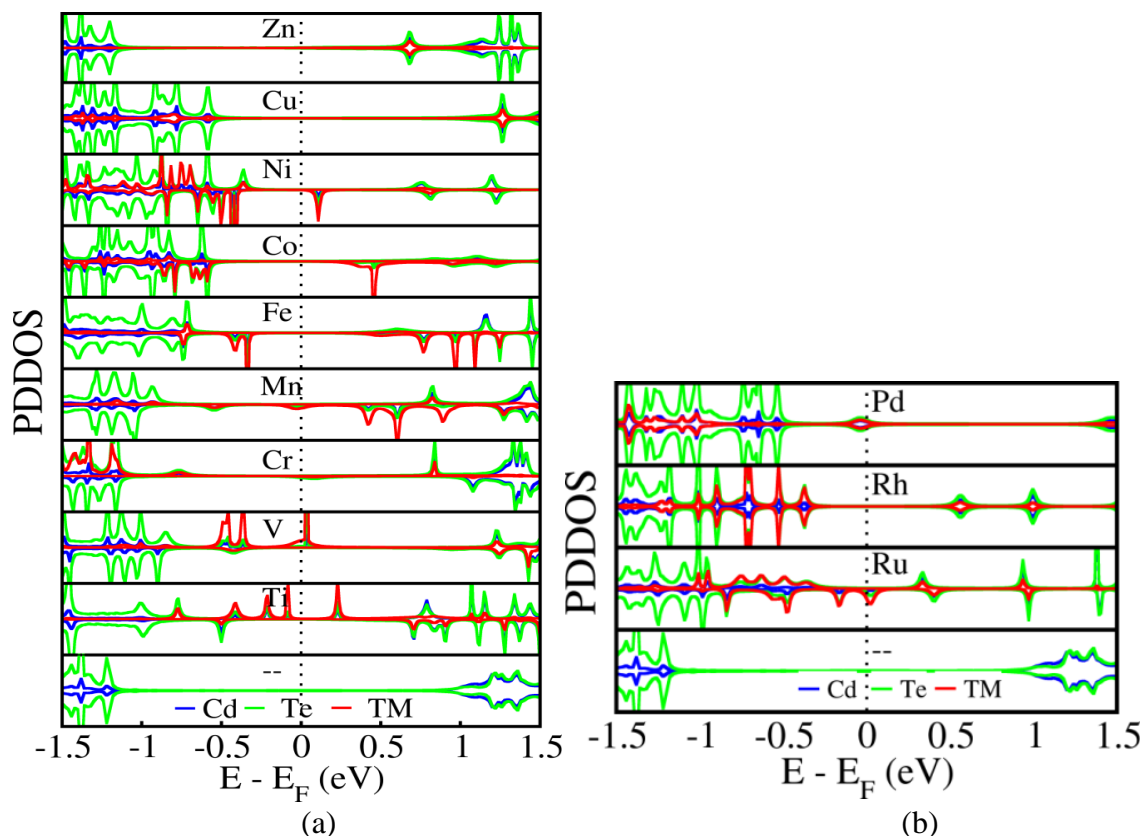 Zn
Cu
Ni
Co
Fe
Mn
Cr
V
Ti
--
Cd Te TM
PDDOS
-1.5 -1 -0.5 0 0.5 1 1.5
E - E_F (eV)
(a)
Pd
Rh
Ru
--
Cd Te TM
PDDOS
-1.5 -1 -0.5 0 0.5 1 1.5
E - E_F (eV)
(b)